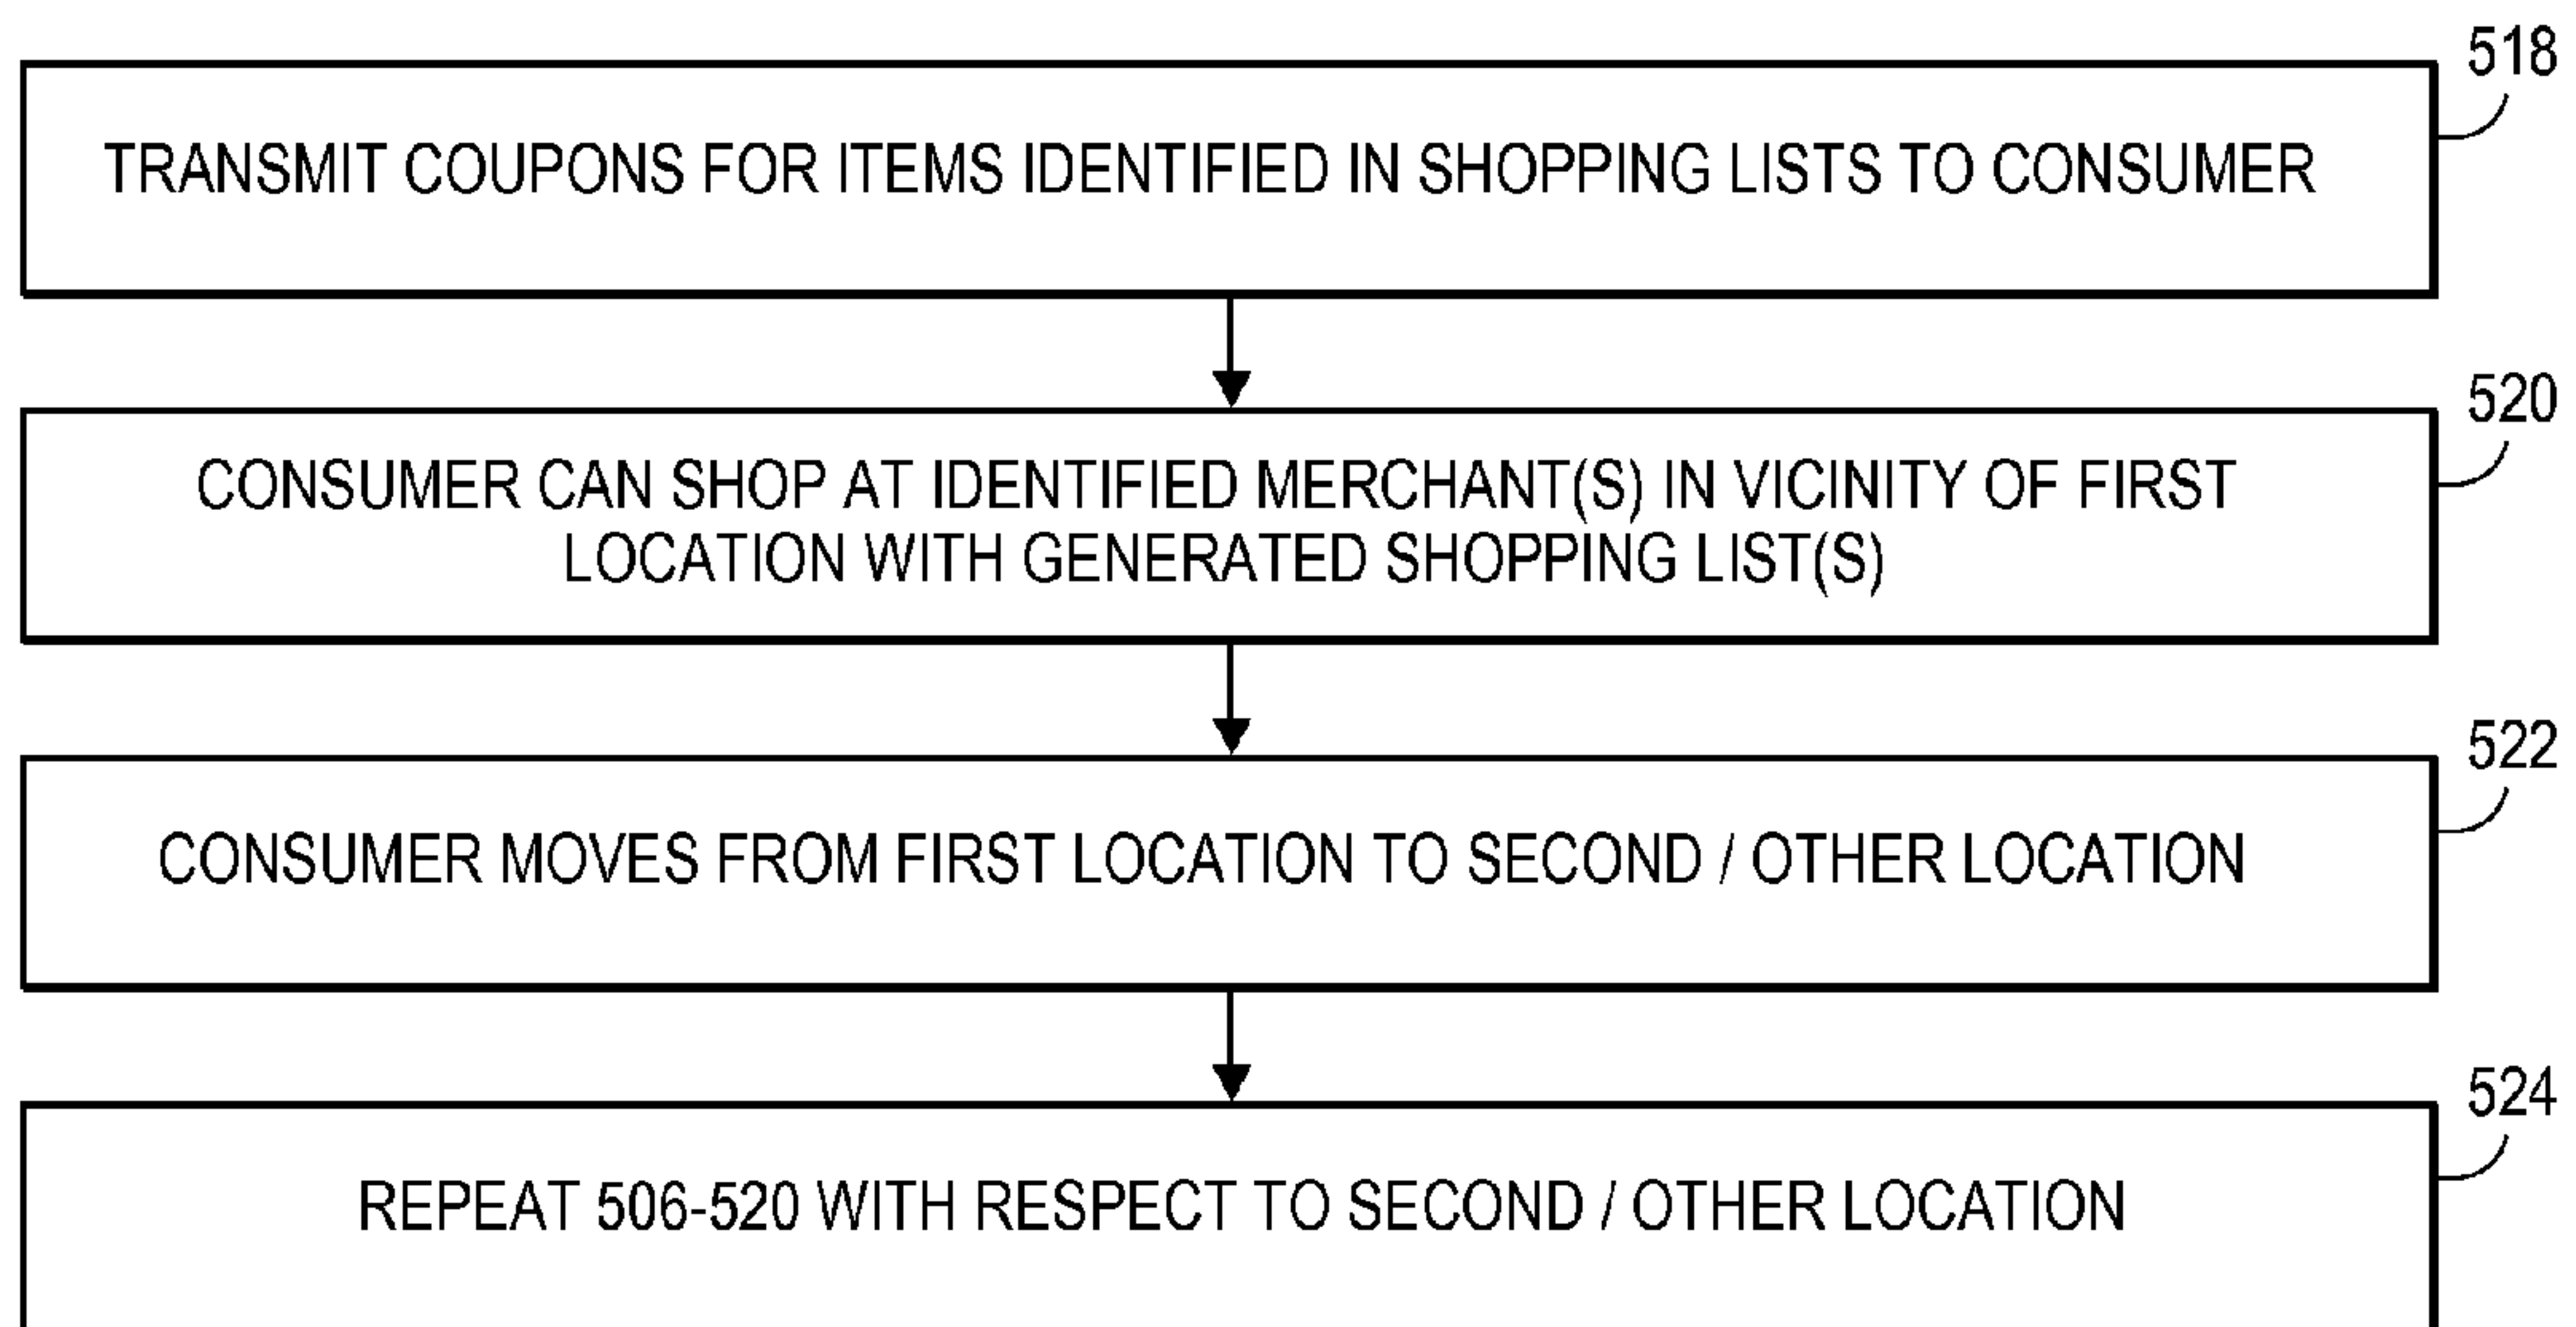 518
TRANSMIT COUPONS FOR ITEMS IDENTIFIED IN SHOPPING LISTS TO CONSUMER
520
CONSUMER CAN SHOP AT IDENTIFIED MERCHANT(S) IN VICINITY OF FIRST
LOCATION WITH GENERATED SHOPPING LIST(S)
522
CONSUMER MOVES FROM FIRST LOCATION TO SECOND / OTHER LOCATION
524
REPEAT 506-520 WITH RESPECT TO SECOND / OTHER LOCATION